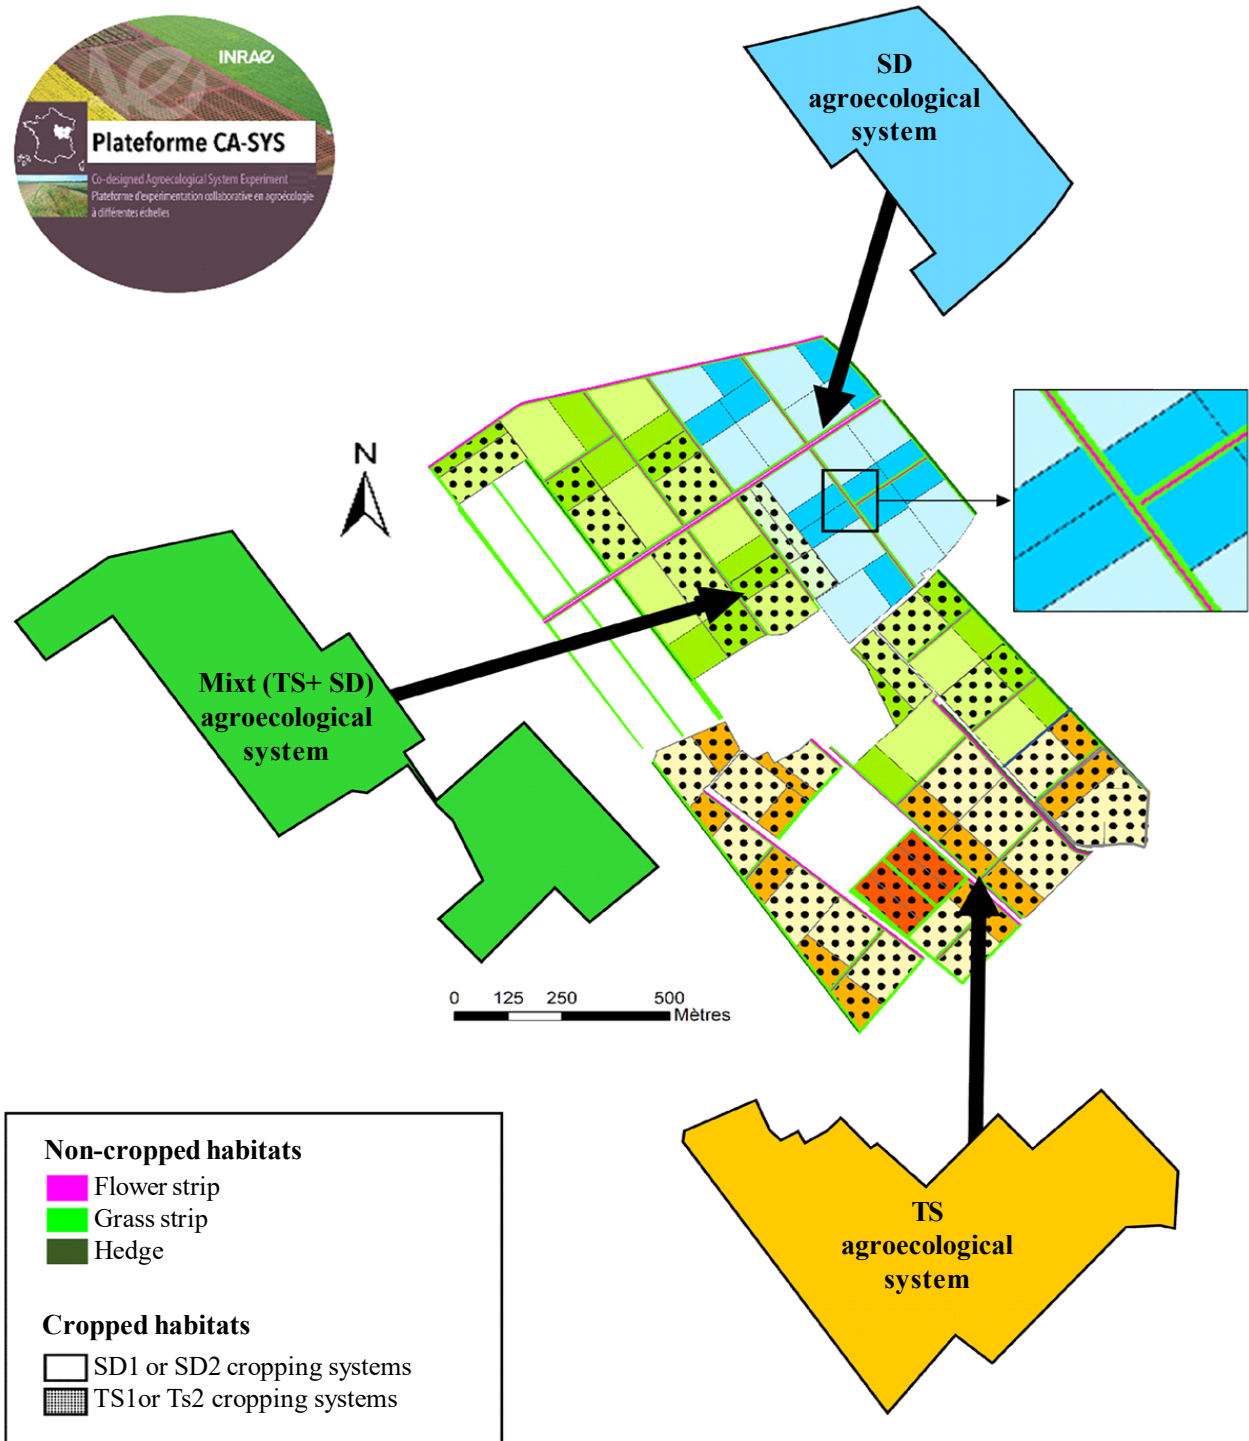 INRAE
Plateforme CA-SYS
Co-designed Agroecological System Experiment
Plateforme d'expérimentation collaborative en agroécologie
à différentes échelles
SD
agroecological
system
N
Mixt (TS+ SD)
agroecological
system
0 125 250 500
Mètres
TS
agroecological
system
Non-cropped habitats
Flower strip
Grass strip
Hedge
Cropped habitats
SD1 or SD2 cropping systems
TS1or Ts2 cropping systems